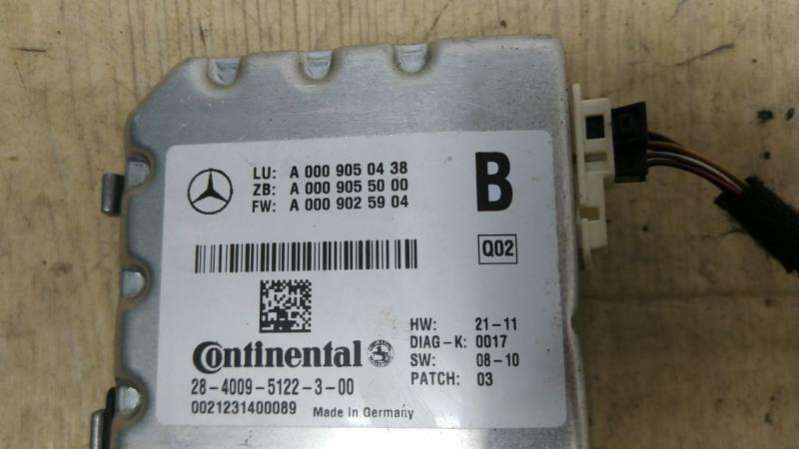 LU: A 000 905 04 38
ZB: A 000 905 50 00
FW: A 000 902 59 04
B
Q02
HW: 21-11
DIAG-K: 0017
SW: 08-10
PATCH: 03
Continental
28-4009-5122-3-00
0021231400089 Made in Germany